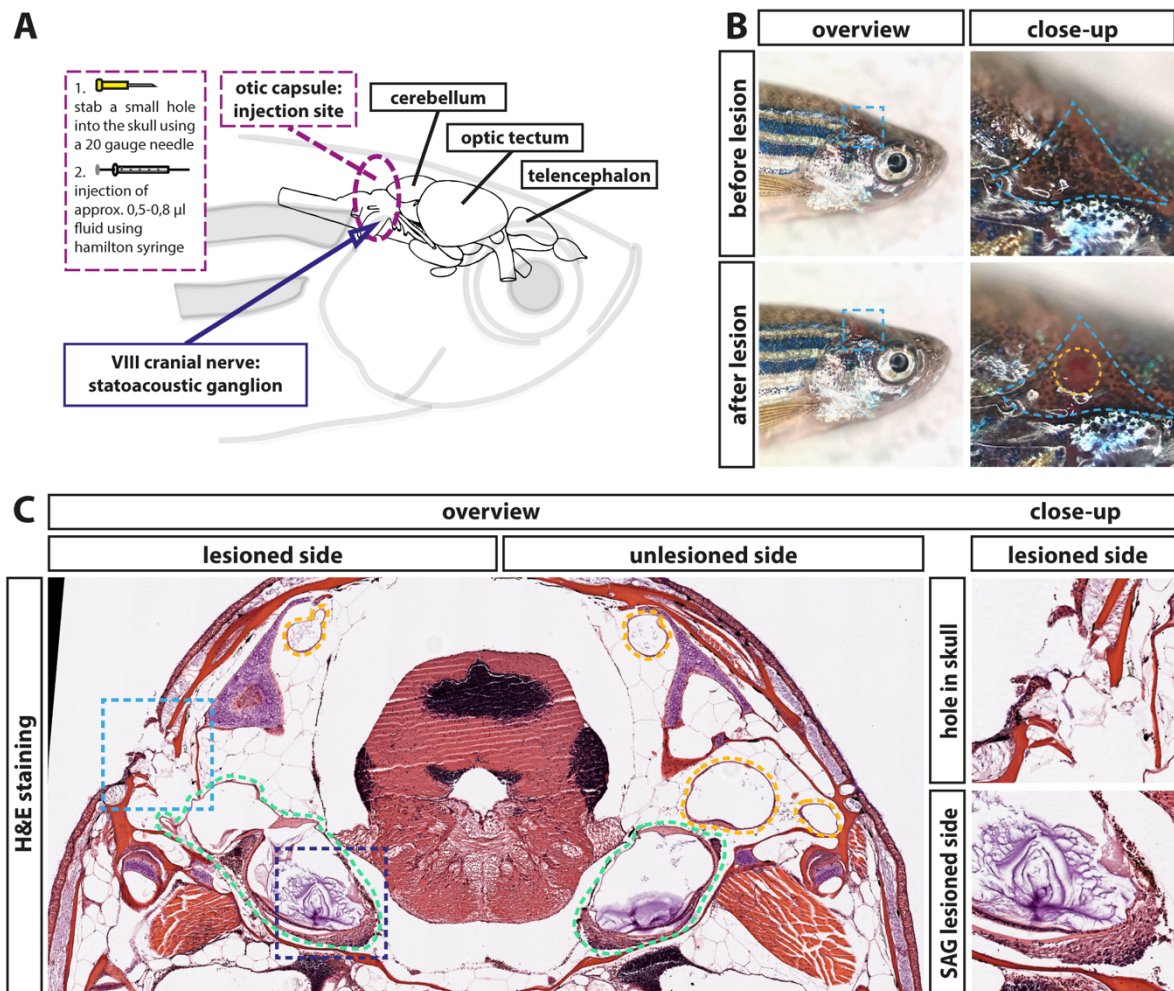 A
1.
stab a small hole
into the skull using
a 20 gauge needle
2.
injection of
approx. 0,5-0,8 µl
fluid using
hamilton syringe
otic capsule:
injection site
cerebellum
optic tectum
telencephalon
VIII cranial nerve:
statoacoustic ganglion
B
overview
close-up
before lesion
after lesion
C
overview
close-up
lesioned side
unlesioned side
lesioned side
H&E staining
hole in skull
SAG lesioned side